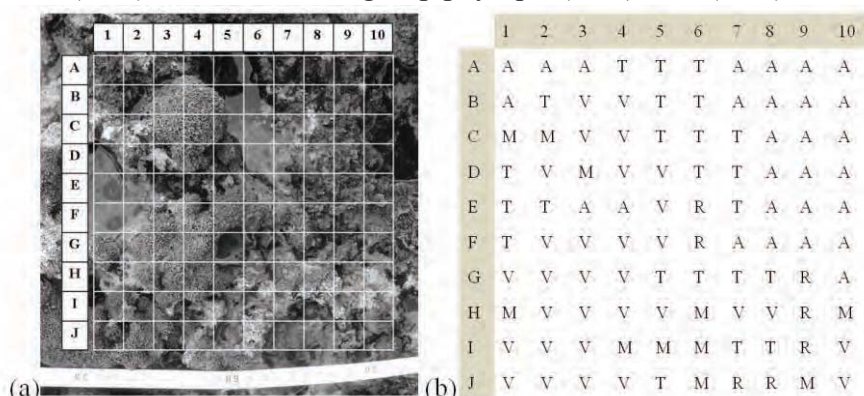 1 2 3 4 5 6 7 8 9 10
A
B
C
D
E
F
G
H
I
J
(a)
1 2 3 4 5 6 7 8 9 10
A A A A T T T A A A A
B A T V V T T A A A A
C M M V V T T T A A A
D T V M V V T T A A A
E T T A A V R T A A A
F T V V V V R A A A A
G V V V V T T T T R A
H M V V V V M V V R M
I V V V M M M T T R V
J V V V V T M R R M V
(b)